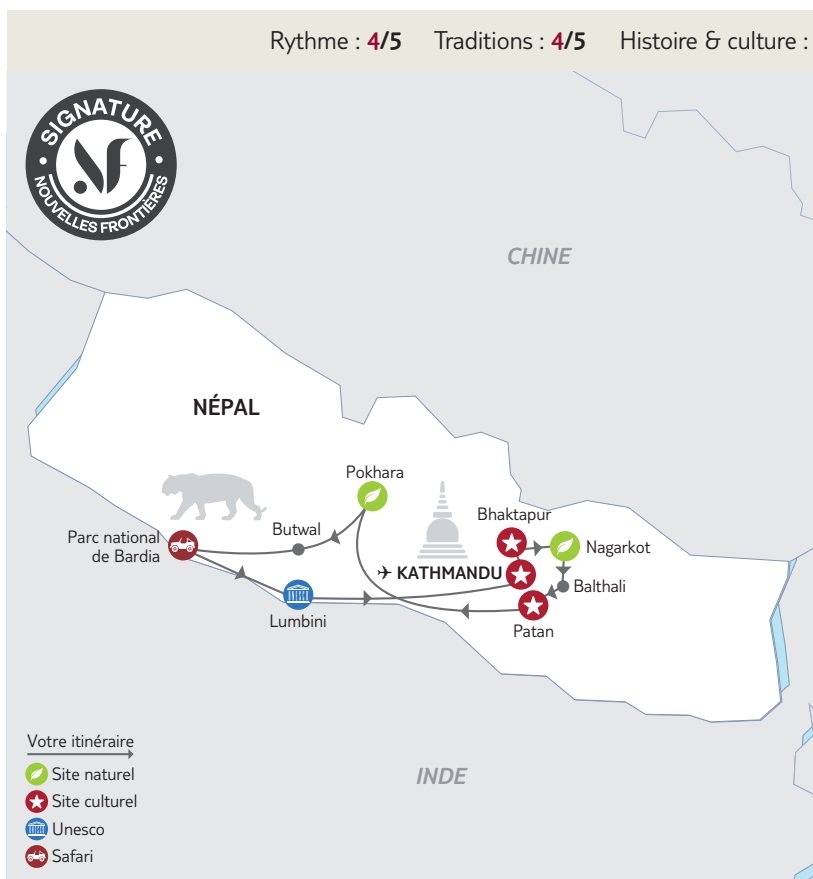 Rythme : 4/5 Traditions : 4/5 Histoire & culture :
SIGNATURE
NF
NOUVELLES FRONTIÈRES
CHINE
NÉPAL
Pokhara
Bhaktapur
Parc national
de Bardia
Butwal
Nagarkot
KATHMANDU
Balthali
Lumbini
Patan
Votre itinéraire
Site naturel
Site culturel
Unesco
Safari
INDE